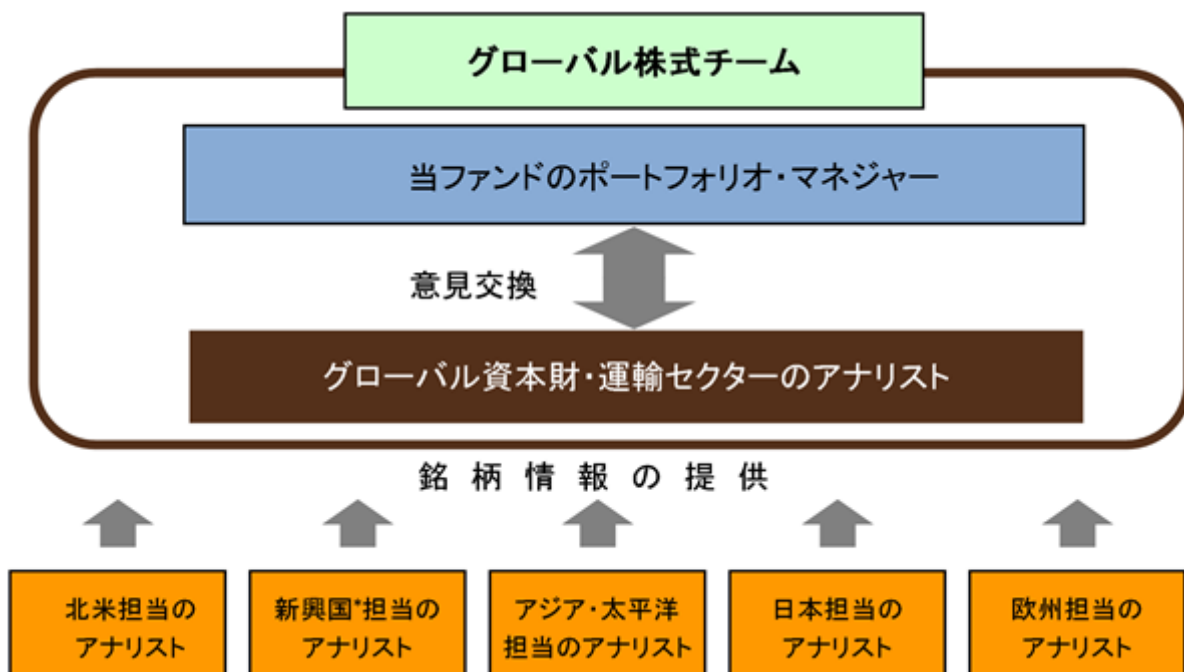 グローバル株式チーム
当ファンドのポートフォリオ・マネジャー
意見交換
グローバル資本財・運輸セクターのアナリスト
銘柄情報の提供
北米担当の
アナリスト
新興国*担当の
アナリスト
アジア・太平洋
担当のアナリスト
日本担当の
アナリスト
欧州担当の
アナリスト